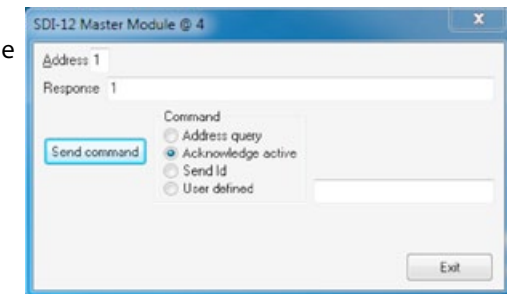 SDI-12 Master Module @ 4
e
Address 1
Response 1
Command
Address query
Send command
Acknowledge active
Send Id
User defined
Exit